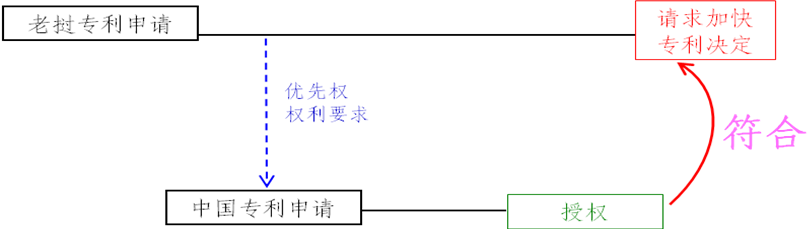 老挝专利申请
请求加快
专利决定
优先权
权利要求
符合
中国专利申请
授权